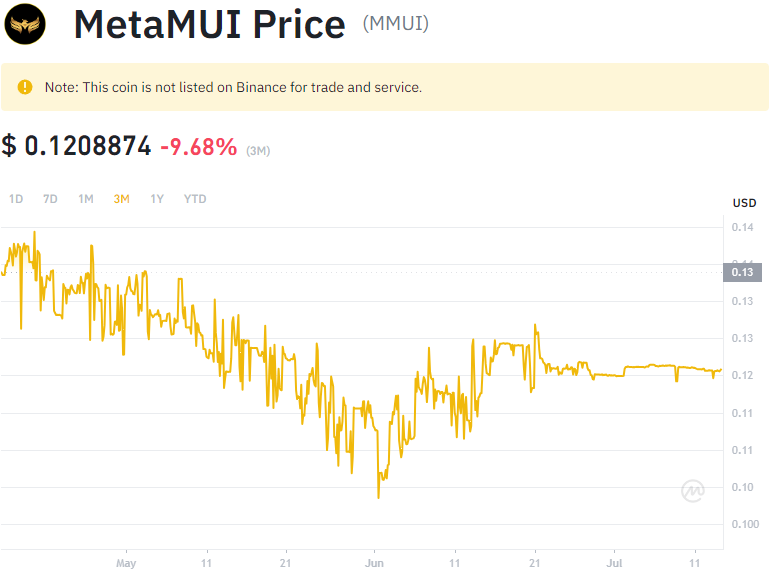 MetaMUI Price (MMUI)
Note: This coin is not listed on Binance for trade and service.
$ 0.1208874 -9.68% (3M)
1D 7D 1M 3M 1Y YTD
USD
0.14
0.13
0.13
0.13
0.12
0.11
0.11
0.10
0.100
May 11 21 Jun 11 21 Jul 11